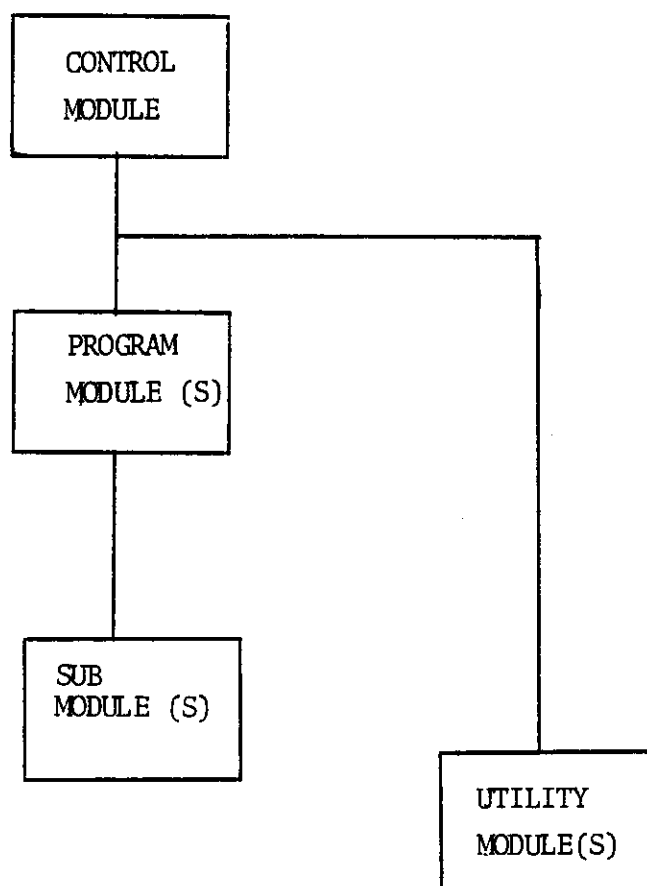 CONTROL
MODULE
PROGRAM
MODULE (S)
SUB
MODULE (S)
UTILITY
MODULE(S)